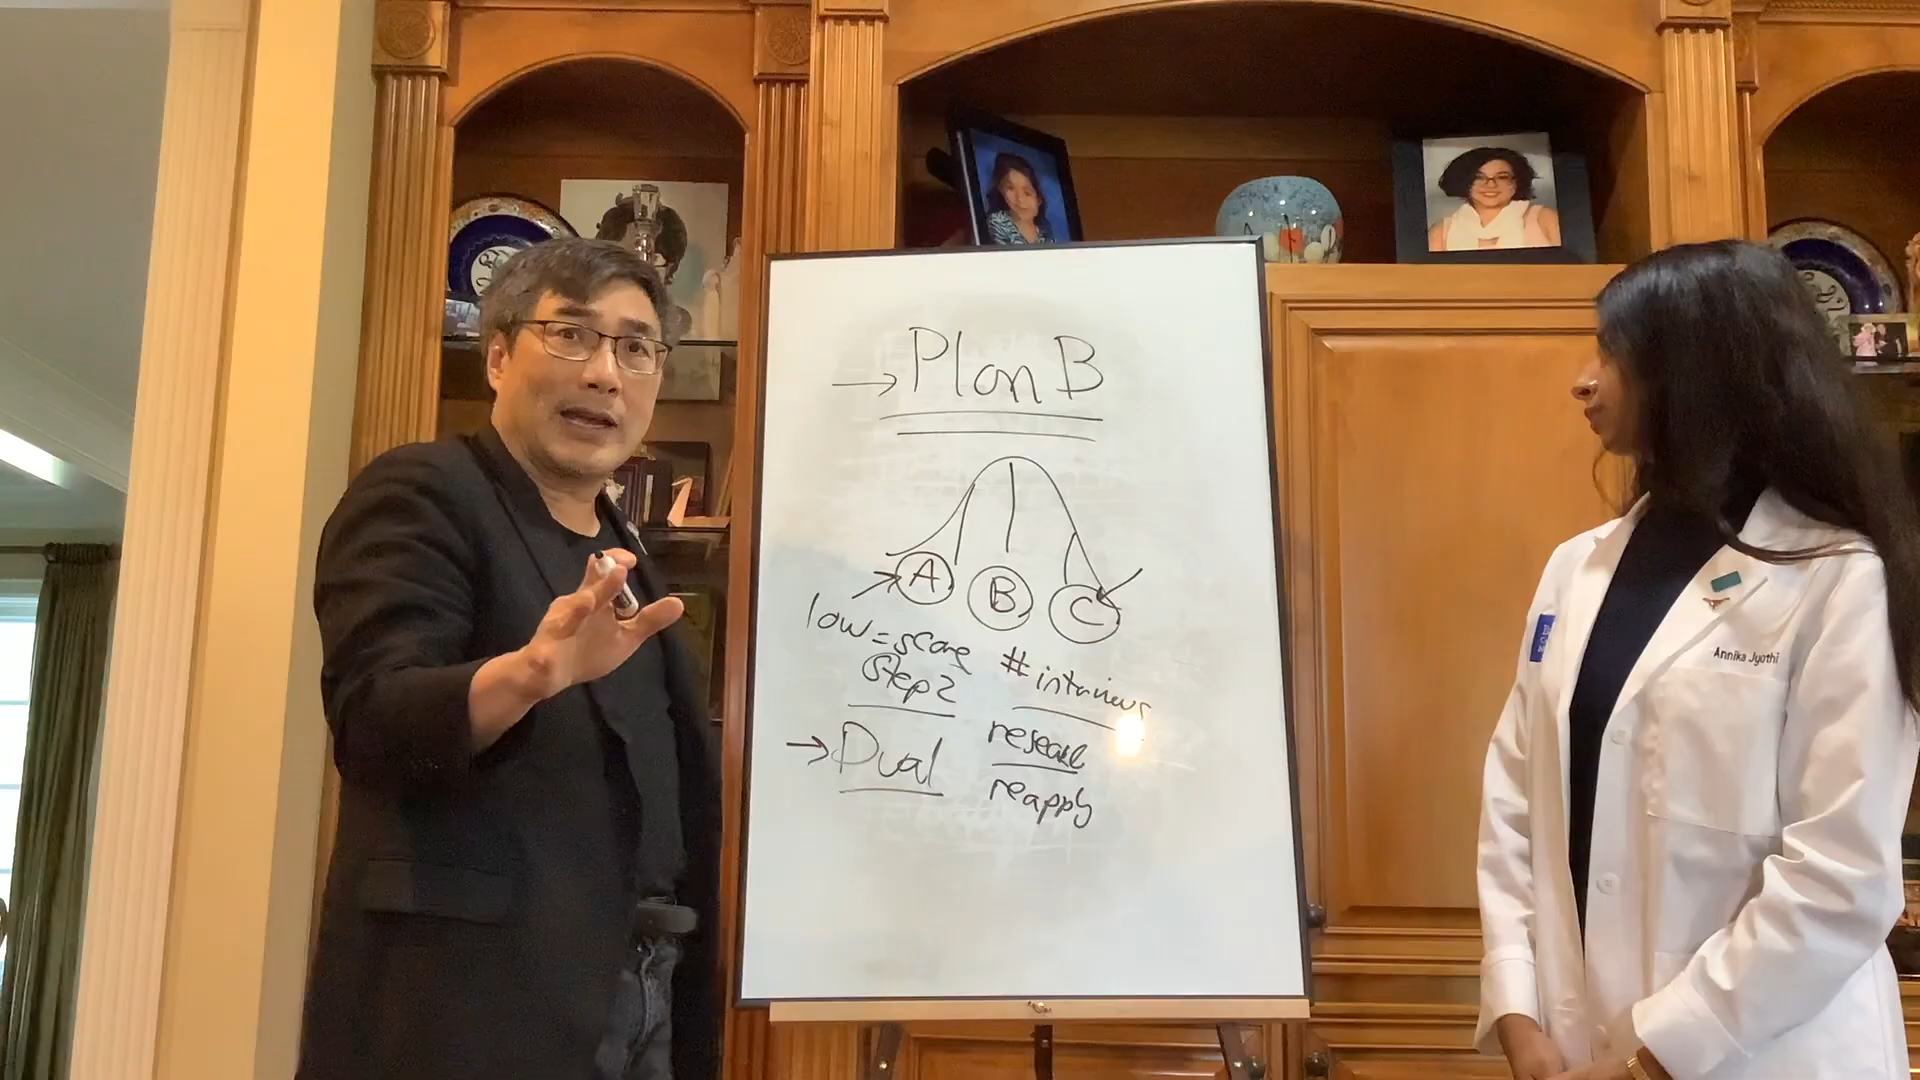 → Plan B
A B C
low = score
Step 2
# interviews
→ Dual
research
reapply
Annika Jyothi